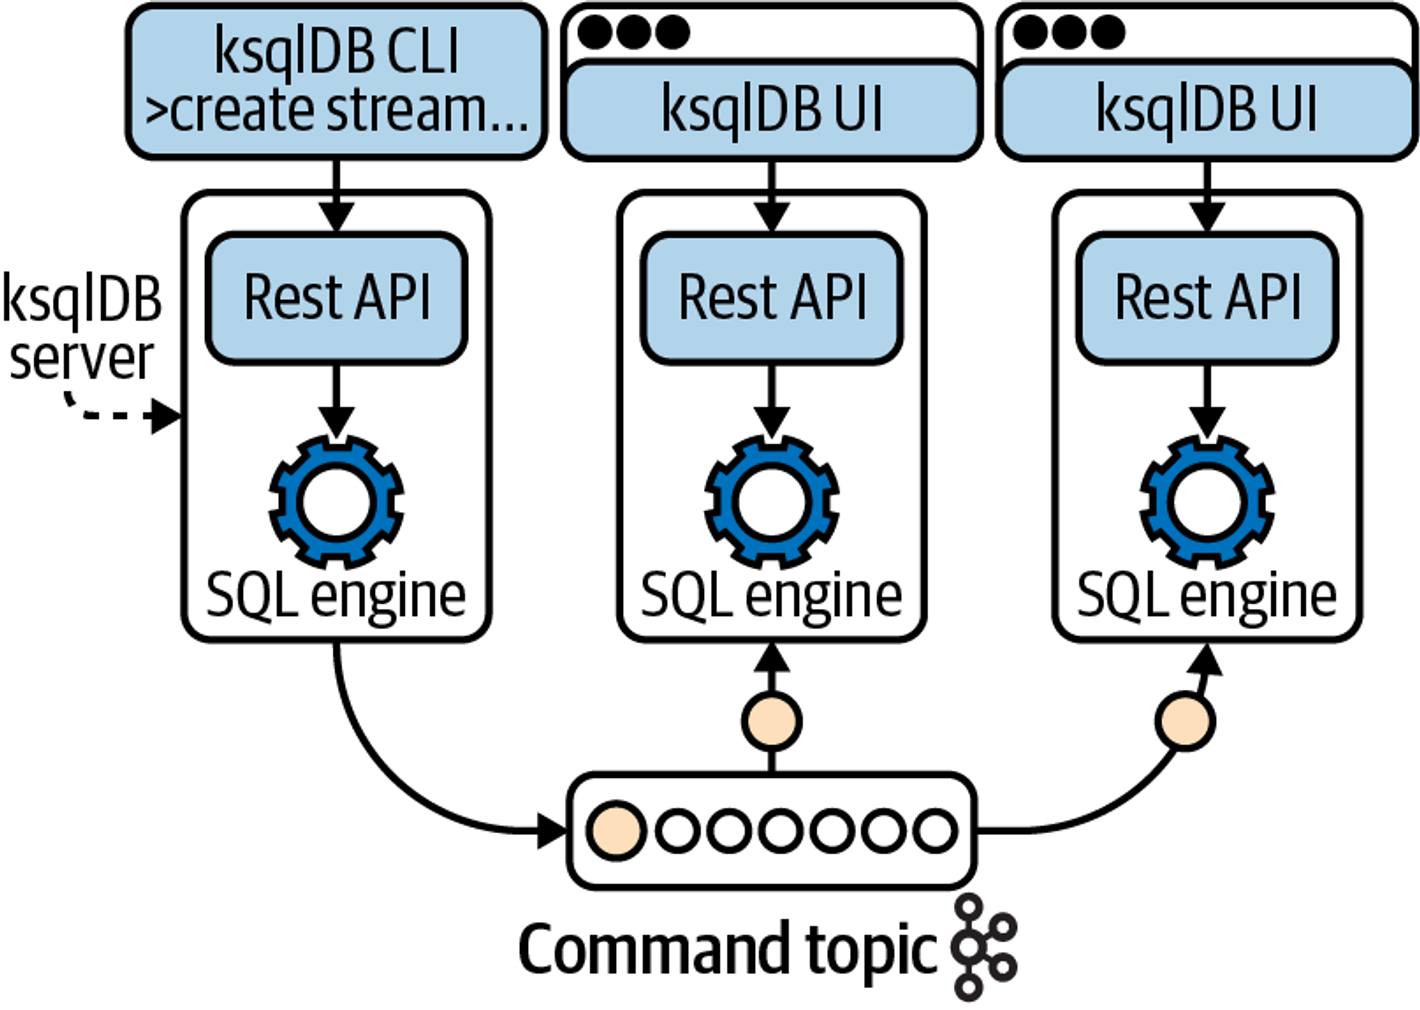 ksqlDB CLI
>create stream...
ksqlDB UI
ksqlDB UI
ksqlDB
server
Rest API
Rest API
Rest API
SQL engine
SQL engine
SQL engine
Command topic